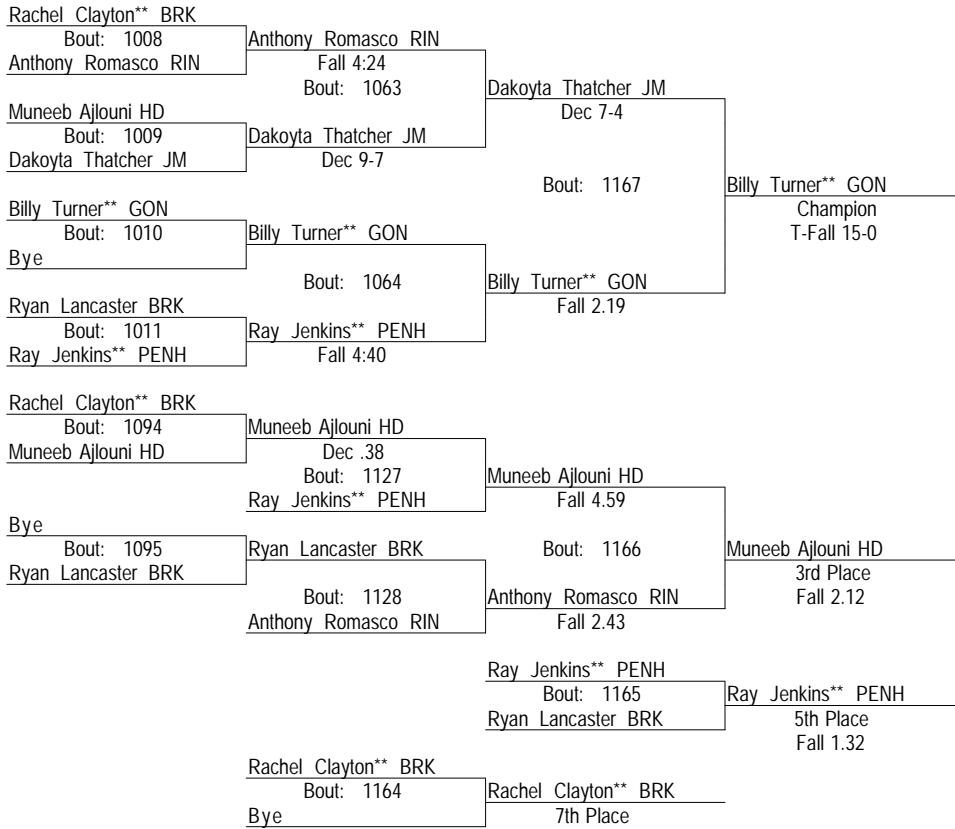 Rachel Clayton** BRK
Bout: 1008
Anthony Romasco RIN
Anthony Romasco RIN
Fall 4:24
Bout: 1063
Muneeb Ajlouni HD
Bout: 1009
Dakoyta Thatcher JM
Dakoyta Thatcher JM
Dec 9-7
Dakoyta Thatcher JM
Dec 7-4
Bout: 1167
Billy Turner** GON
Champion
T-Fall 15-0
Billy Turner** GON
Bout: 1010
Bye
Billy Turner** GON
Bout: 1064
Billy Turner** GON
Fall 2.19
Ryan Lancaster BRK
Bout: 1011
Ray Jenkins** PENH
Ray Jenkins** PENH
Fall 4:40
Rachel Clayton** BRK
Bout: 1094
Muneeb Ajlouni HD
Muneeb Ajlouni HD
Dec .38
Bout: 1127
Ray Jenkins** PENH
Muneeb Ajlouni HD
Fall 4.59
Bye
Bout: 1095
Ryan Lancaster BRK
Ryan Lancaster BRK
Bout: 1128
Anthony Romasco RIN
Bout: 1166
Anthony Romasco RIN
Fall 2.43
Muneeb Ajlouni HD
3rd Place
Fall 2.12
Ray Jenkins** PENH
Bout: 1165
Ryan Lancaster BRK
Ray Jenkins** PENH
5th Place
Fall 1.32
Rachel Clayton** BRK
Bout: 1164
Bye
Rachel Clayton** BRK
7th Place